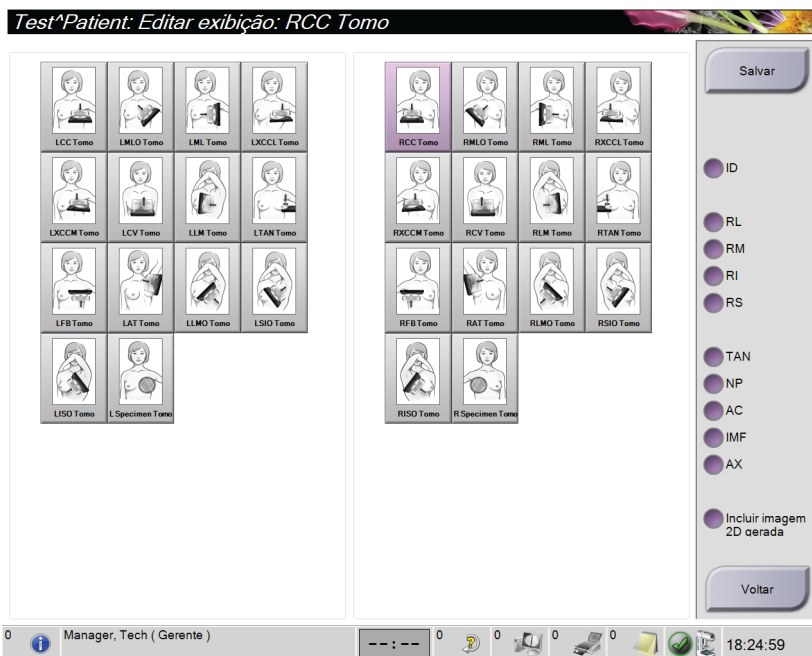 Test^Patient: Editar exibição: RCC Tomo
LCC Tomo
LMLO Tomo
LML Tomo
LXCCL Tomo
LXCCM Tomo
LCV Tomo
LLM Tomo
LTAN Tomo
LFB Tomo
LAT Tomo
LLMO Tomo
LSIO Tomo
LISO Tomo
L Specimen Tomo
RCC Tomo
RMLO Tomo
RML Tomo
RXCCL Tomo
RXCCM Tomo
RCV Tomo
RLM Tomo
RTAN Tomo
RFB Tomo
RAT Tomo
RLMO Tomo
RSIO Tomo
RISO Tomo
R Specimen Tomo
Salvar
ID
RL
RM
RI
RS
TAN
NP
AC
IMF
AX
Incluir imagem
2D gerada
Voltar
0
Manager, Tech ( Gerente )
--:--
0
0
0
0
18:24:59